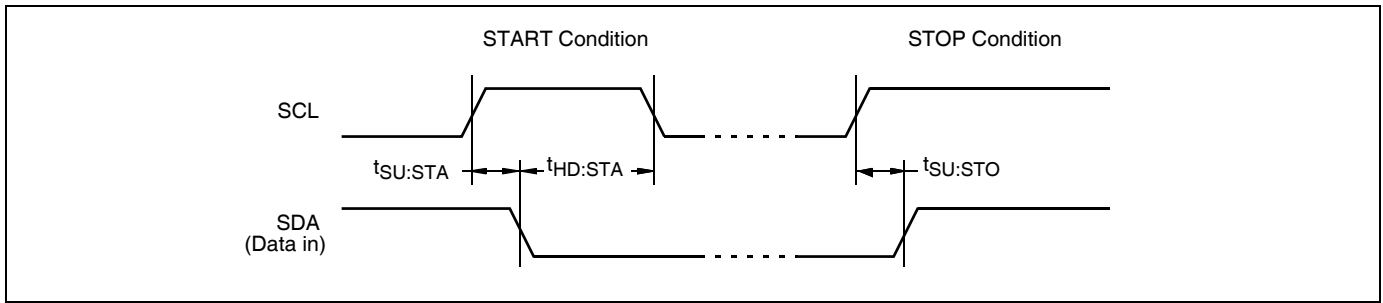 START Condition
STOP Condition
SCL
tSU:STA
tHD:STA
tSU:STO
SDA
(Data in)